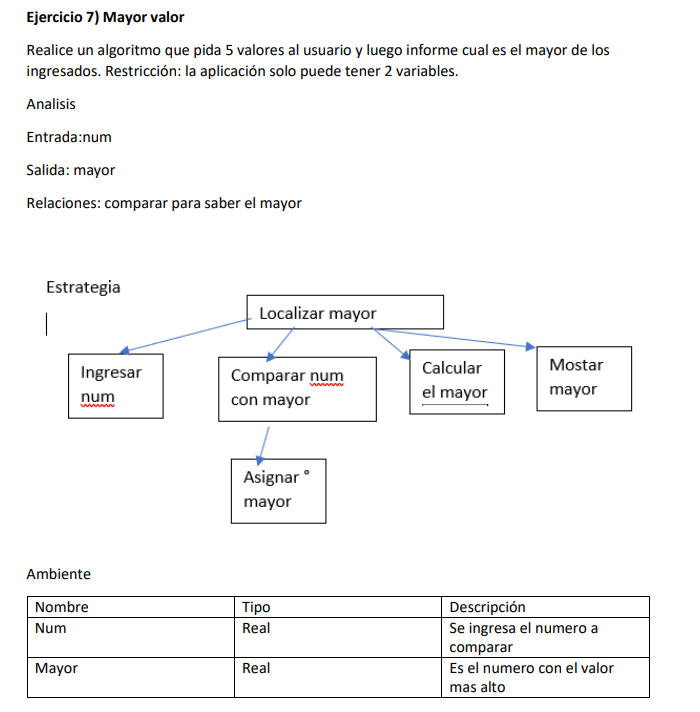 Ejercicio 7) Mayor valor
Realice un algoritmo que pida 5 valores al usuario y luego informe cual es el mayor de los
ingresados. Restricción: la aplicación solo puede tener 2 variables.
Analisis
Entrada:num
Salida: mayor
Relaciones: comparar para saber el mayor
Estrategia
Localizar mayor
Ingresar
num
Comparar num
con mayor
Calcular
el mayor
Mostar
mayor
Asignar °
mayor
Ambiente
Nombre Tipo Descripción
Num Real Se ingresa el numero a
comparar
Mayor Real Es el numero con el valor
mas alto